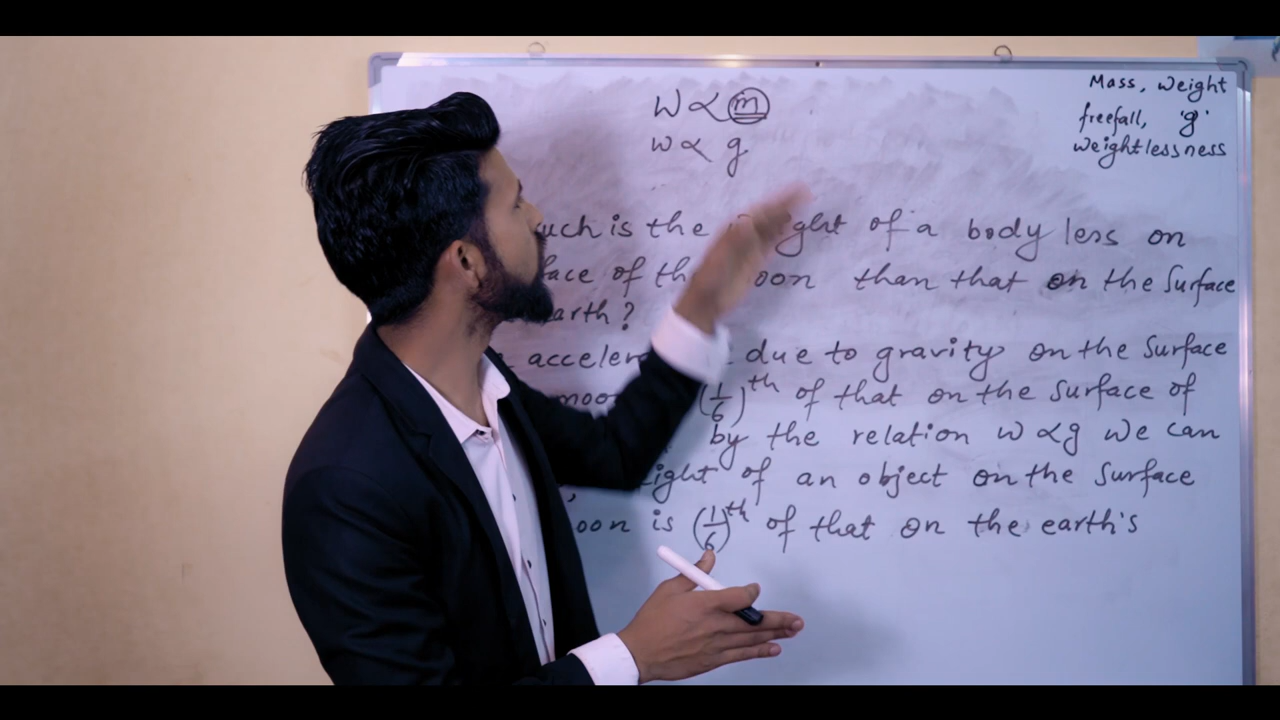 W ∝ m
w ∝ g
Mass, weight
freefall, 'g'
weightlessness
uch is the ght of a body less on
face of th oon than that on the Surface
arth?
acceler due to gravity on the Surface
moo (1/6)th of that on the Surface of
by the relation w ∝ g we can
ight of an object on the Surface
oon is (1/6)th of that on the earth's